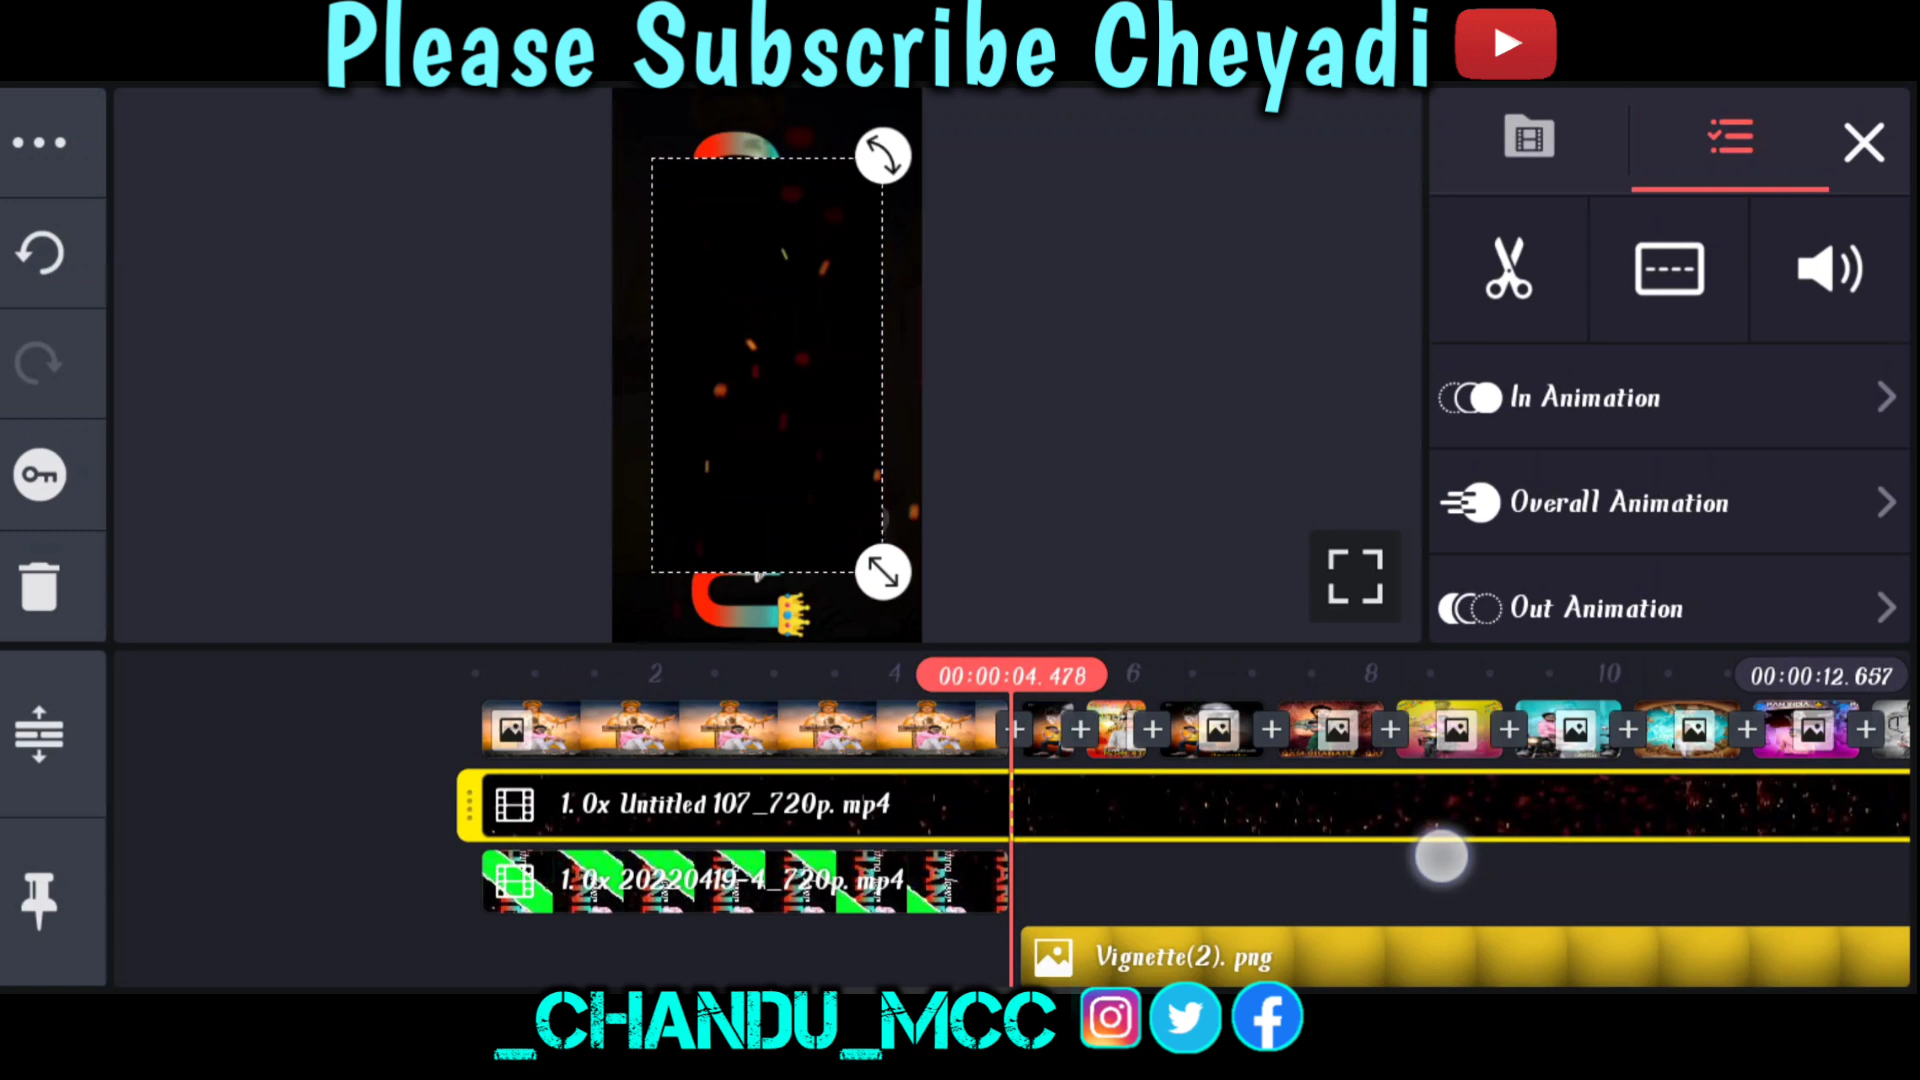 Please Subscribe Cheyadi
In Animation
Overall Animation
Out Animation
2
4
00:00:04.478
6
8
10
00:00:12.657
1.0x Untitled 107_720p.mp4
1.0x 20220419-4_720p.mp4
Vignette(2).png
_CHANDU_MCC